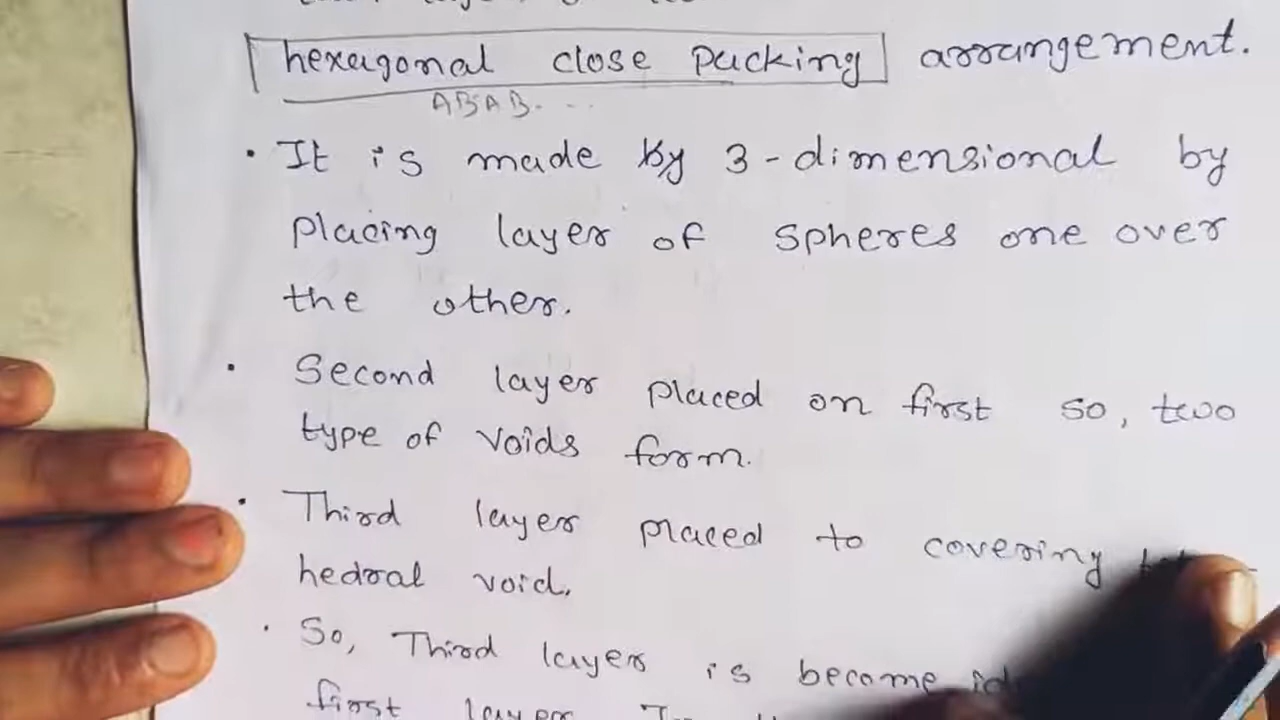 hexagonal close packing arrangement.
ABAB. ...
• It is made by 3-dimensional by
placing layer of spheres one over
the other.
• Second layer placed on first so, two
type of voids form.
• Third layer placed to covering
hedral void.
• So, Third layer is become
first layer.